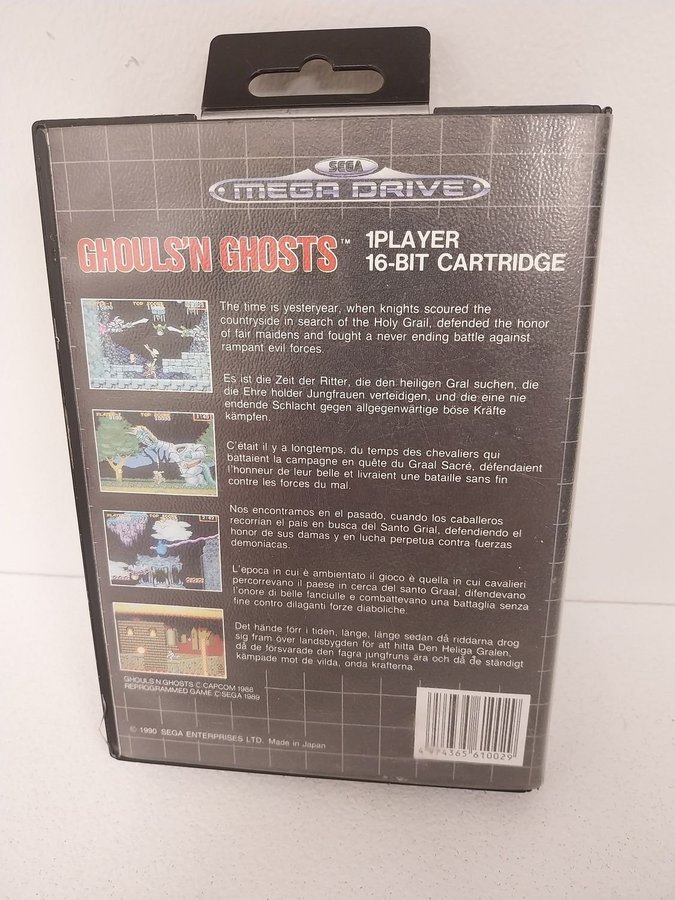 SEGA
MEGA DRIVE
GHOULS'N GHOSTS™
1PLAYER
16-BIT CARTRIDGE
The time is yesteryear, when knights scoured the
countryside in search of the Holy Grail, defended the honor
of fair maidens and fought a never ending battle against
rampant evil forces.
Es ist die Zeit der Ritter, die den heiligen Gral suchen, die
die Ehre holder Jungfrauen verteidigen, und die eine nie
endende Schlacht gegen allgegenwärtige böse Kräfte
kämpfen.
C'était il y a longtemps, du temps des chevaliers qui
battaient la campagne en quête du Graal Sacré, défendaient
l'honneur de leur belle et livraient une bataille sans fin
contre les forces du mal.
Nos encontramos en el pasado, cuando los caballeros
recorrían el pais en busca del Santo Grial, defendiendo el
honor de sus damas y en lucha perpetua contra fuerzas
demoniacas.
L'epoca in cui è ambientato il gioco è quella in cui cavalieri
percorrevano il paese in cerca del santo Graal, difendevano
l'onore di belle fanciulle e combattevano una battaglia senza
fine contro dilaganti forze diaboliche.
Det hände förr i tiden, länge, länge sedan då riddarna drog
sig fram över landsbygden för att hitta Den Heliga Gralen,
då de försvarade den fagra jungfruns ära och då de ständigt
kämpade mot de vilda, onda krafterna.
GHOULS'N GHOSTS © CAPCOM 1988
REPROGRAMMED GAME © SEGA 1989
© 1990 SEGA ENTERPRISES LTD. Made in Japan
4 974365 610029